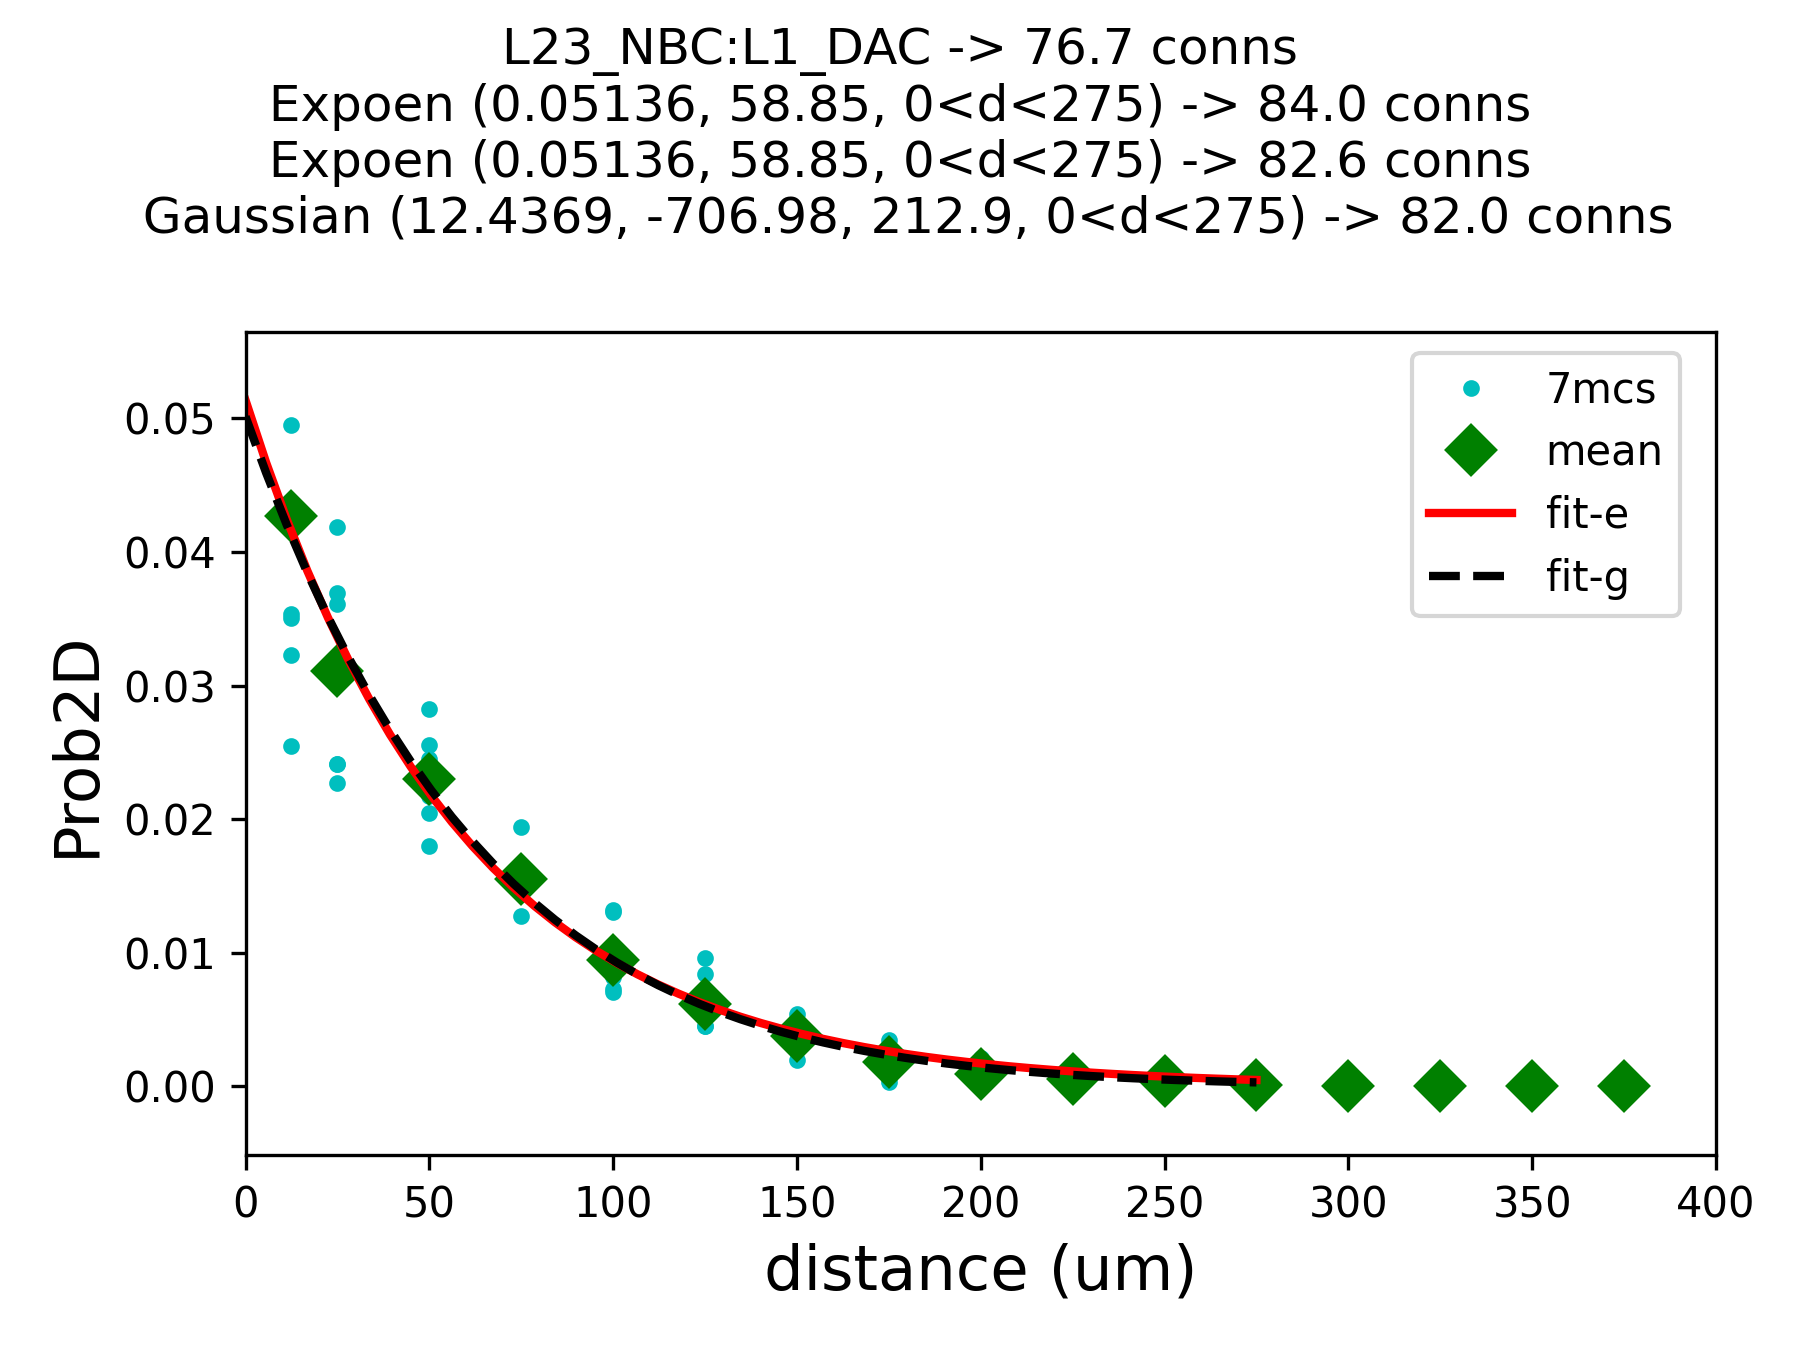 L23_NBC:L1_DAC -> 76.7 conns
Expoen (0.05136, 58.85, 0<d<275) -> 84.0 conns
Expoen (0.05136, 58.85, 0<d<275) -> 82.6 conns
Gaussian (12.4369, -706.98, 212.9, 0<d<275) -> 82.0 conns
7mcs
mean
fit-e
fit-g
Prob2D
0.05
0.04
0.03
0.02
0.01
0.00
0 50 100 150 200 250 300 350 400
distance (um)